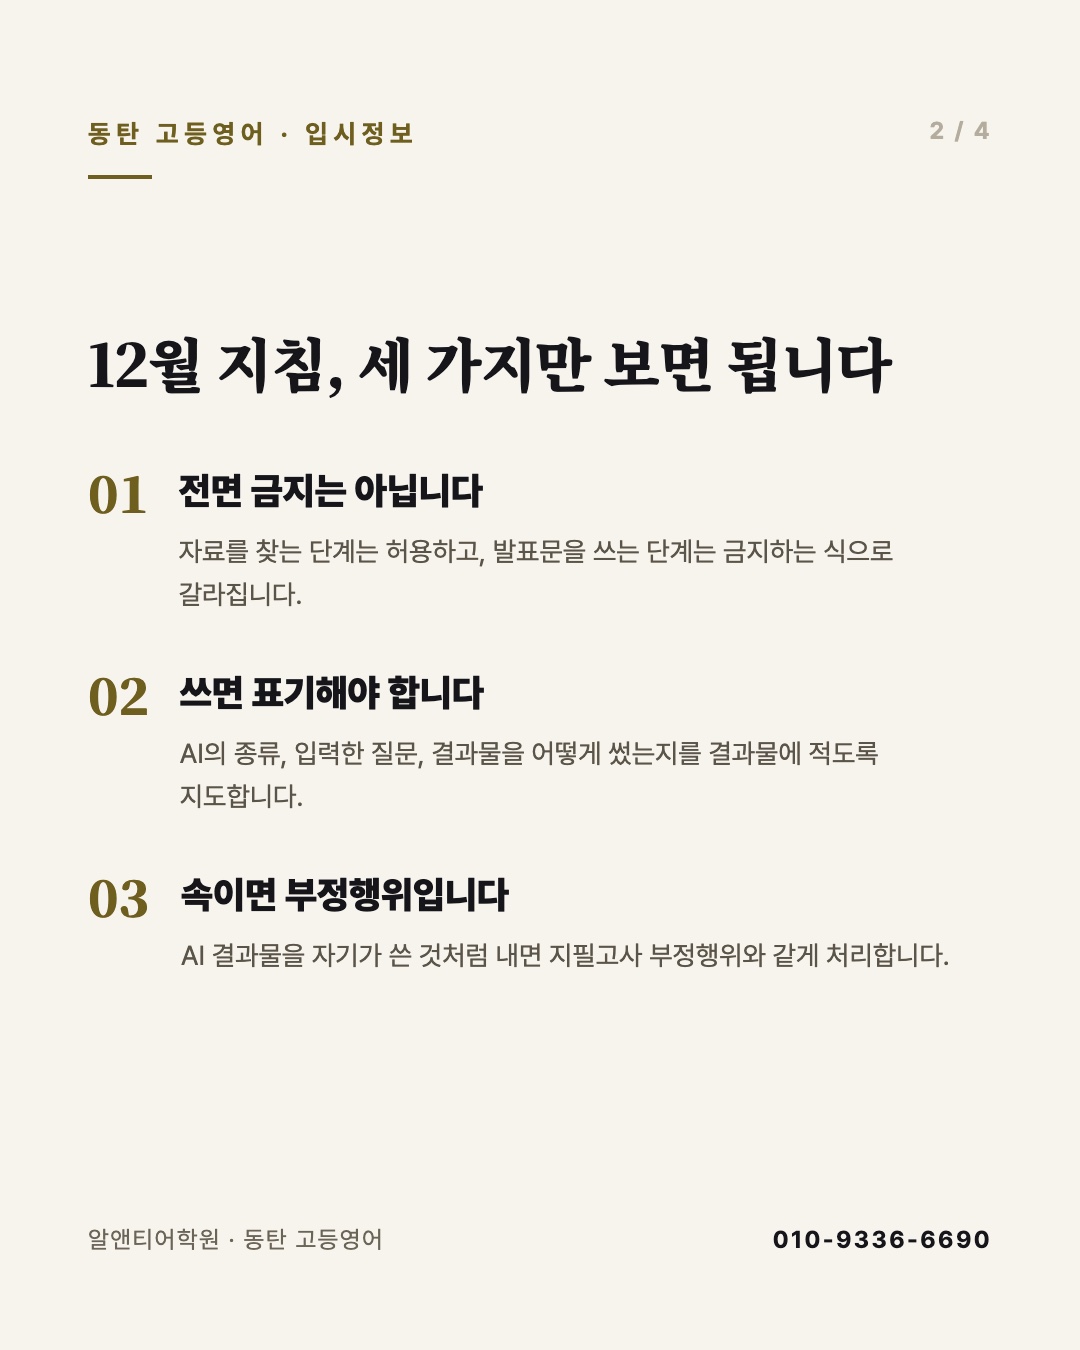 동탄 고등영어 · 입시정보
2 / 4
12월 지침, 세 가지만 보면 됩니다
01 전면 금지는 아닙니다
자료를 찾는 단계는 허용하고, 발표문을 쓰는 단계는 금지하는 식으로
갈라집니다.
02 쓰면 표기해야 합니다
AI의 종류, 입력한 질문, 결과물을 어떻게 썼는지를 결과물에 적도록
지도합니다.
03 속이면 부정행위입니다
AI 결과물을 자기가 쓴 것처럼 내면 지필고사 부정행위와 같게 처리합니다.
알앤티어학원 · 동탄 고등영어
010-9336-6690